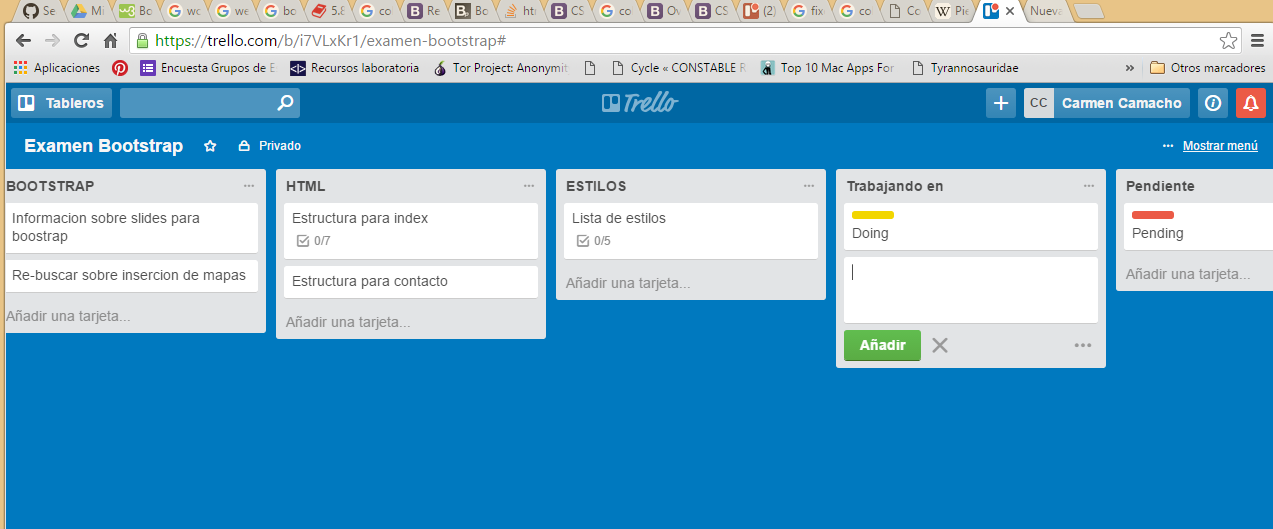 Se
Mi
Bo
wo
we
bo
5.8
co
Re
Bo
ht
CS
co
Ov
CS
(2)
fix
co
Co
Pie
Nueva
https://trello.com/b/i7VLxKr1/examen-bootstrap#
Aplicaciones
Encuesta Grupos de E
Recursos laboratoria
Tor Project: Anonymit
Cycle « CONSTABLE R
Top 10 Mac Apps For
Tyrannosauridae
»
Otros marcadores
Tableros
Trello
CC
Carmen Camacho
Examen Bootstrap
Privado
Mostrar menú
BOOTSTRAP
Informacion sobre slides para
boostrap
Re-buscar sobre insercion de mapas
Añadir una tarjeta...
HTML
Estructura para index
0/7
Estructura para contacto
Añadir una tarjeta...
ESTILOS
Lista de estilos
0/5
Añadir una tarjeta...
Trabajando en
Doing
Añadir
Pendiente
Pending
Añadir una tarjeta...